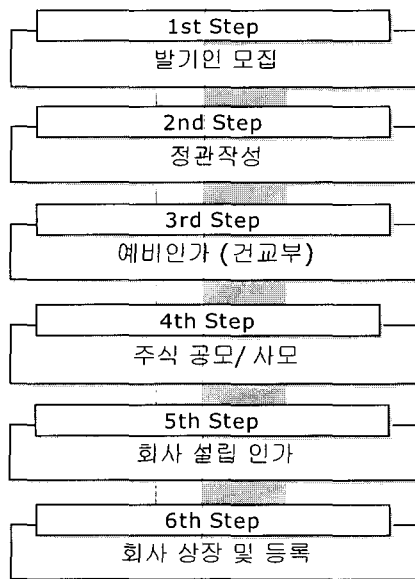 1st Step
발기인 모집
2nd Step
정관작성
3rd Step
예비인가 (건교부)
4th Step
주식 공모/ 사모
5th Step
회사 설립 인가
6th Step
회사 상장 및 등록